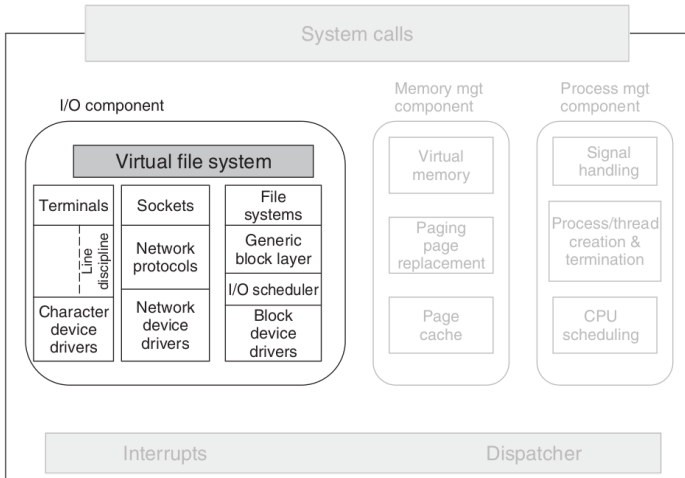 System calls
I/O component
Memory mgt
component
Process mgt
component
Virtual file system
Terminals
Line
discipline
Character
device
drivers
Sockets
Network
protocols
Network
device
drivers
File
systems
Generic
block layer
I/O scheduler
Block
device
drivers
Virtual
memory
Paging
page
replacement
Page
cache
Signal
handling
Process/thread
creation &
termination
CPU
scheduling
Interrupts
Dispatcher